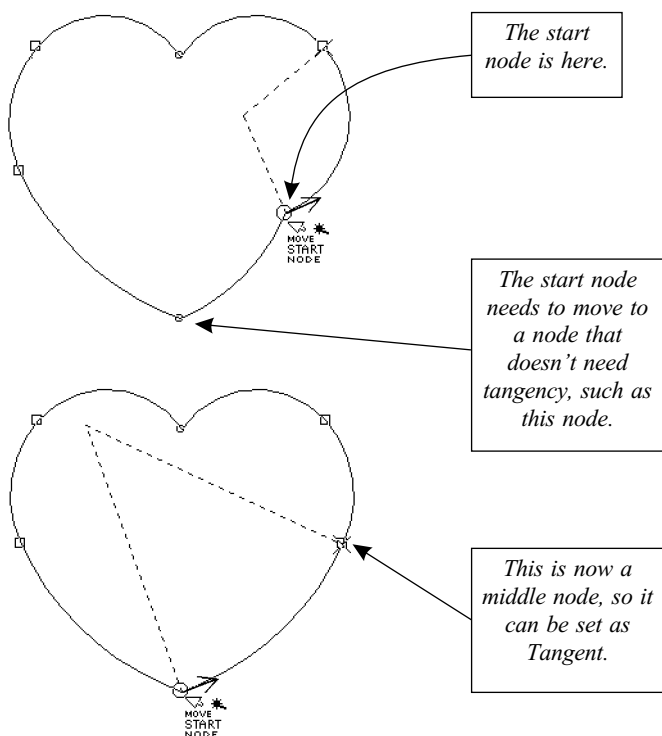 The start
node is here.
MOVE
START
NODE
The start node
needs to move to
a node that
doesn't need
tangency, such as
this node.
This is now a
middle node, so it
can be set as
Tangent.
MOVE
START
NODE